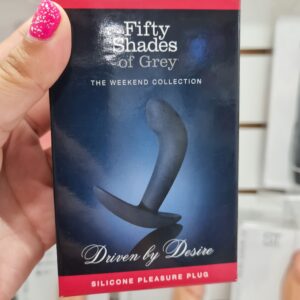 Fifty
Shades
of Grey
THE WEEKEND COLLECTION
Driven by Desire
SILICONE PLEASURE PLUG